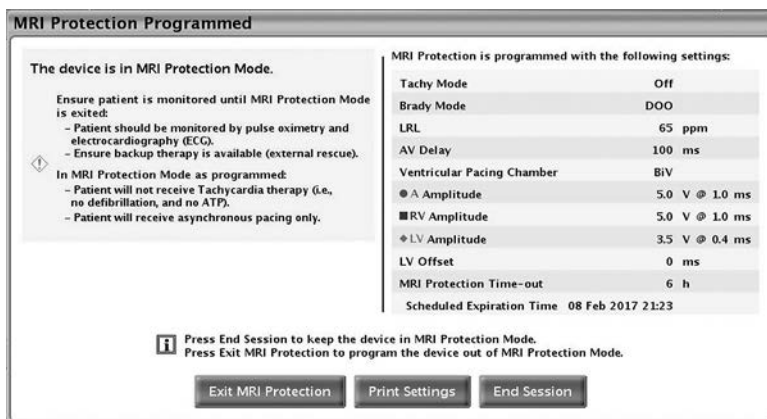 MRI Protection Programmed
The device is in MRI Protection Mode.
Ensure patient is monitored until MRI Protection Mode
is exited:
– Patient should be monitored by pulse oximetry and
electrocardiography (ECG).
– Ensure backup therapy is available (external rescue).
In MRI Protection Mode as programmed:
– Patient will not receive Tachycardia therapy (i.e.,
no defibrillation, and no ATP).
– Patient will receive asynchronous pacing only.
MRI Protection is programmed with the following settings:
Tachy Mode Off
Brady Mode DOO
LRL 65 ppm
AV Delay 100 ms
Ventricular Pacing Chamber BiV
A Amplitude 5.0 V @ 1.0 ms
RV Amplitude 5.0 V @ 1.0 ms
LV Amplitude 3.5 V @ 0.4 ms
LV Offset 0 ms
MRI Protection Time-out 6 h
Scheduled Expiration Time 08 Feb 2017 21:23
Press End Session to keep the device in MRI Protection Mode.
Press Exit MRI Protection to program the device out of MRI Protection Mode.
Exit MRI Protection Print Settings End Session